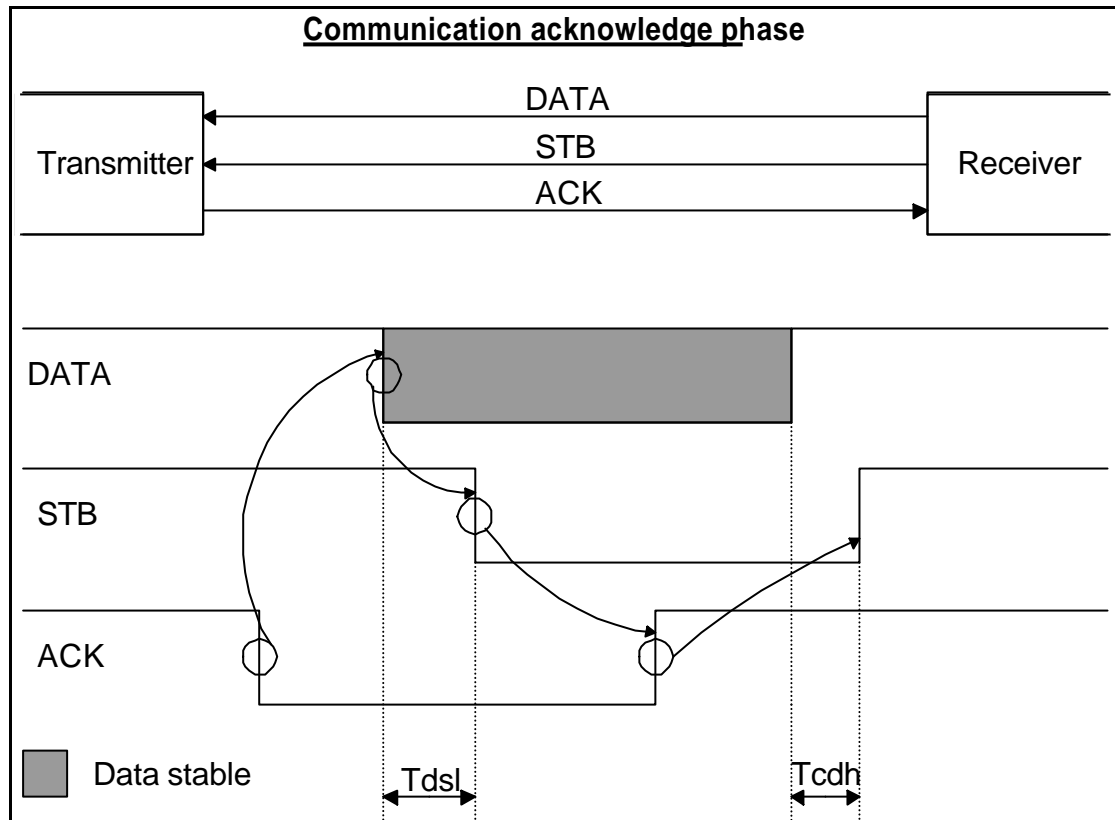 Communication acknowledge phase
DATA
Transmitter
STB
Receiver
ACK
DATA
STB
ACK
Data stable
Tdsl
Tcdh